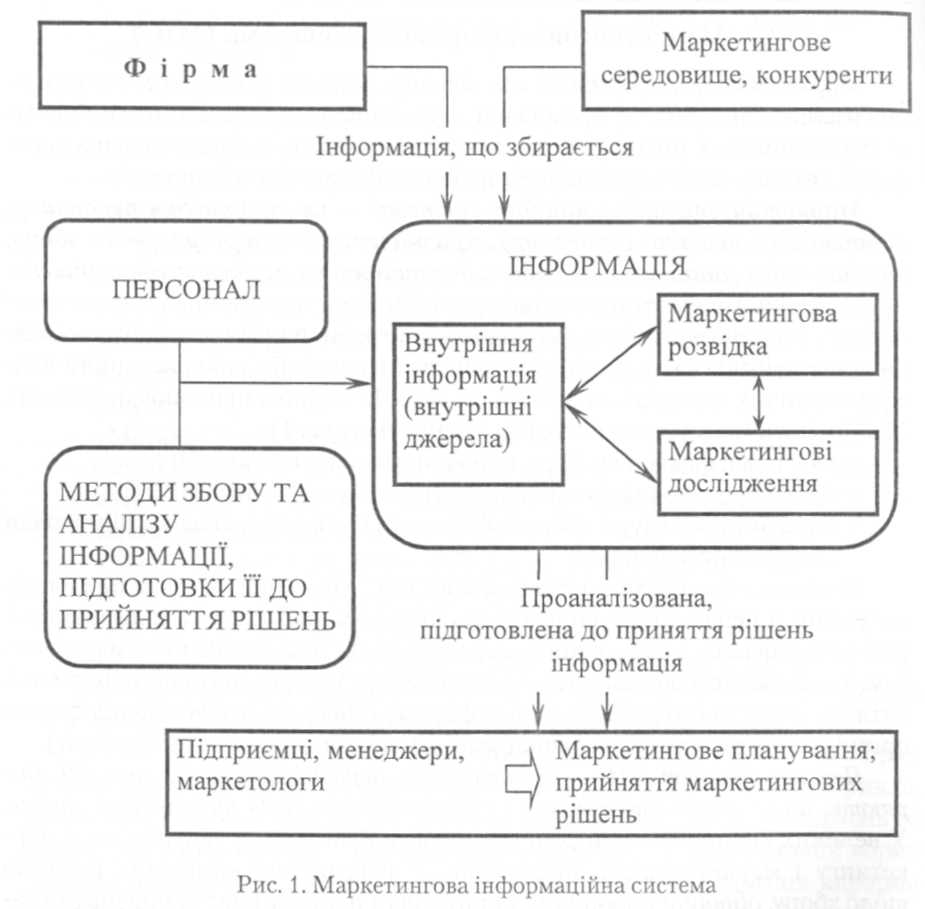 Фірма
Маркетингове
середовище, конкуренти
Інформація, що збирається
ПЕРСОНАЛ
ІНФОРМАЦІЯ
Внутрішня
інформація
(внутрішні
джерела)
Маркетингова
розвідка
Маркетингові
дослідження
МЕТОДИ ЗБОРУ ТА
АНАЛІЗУ
ІНФОРМАЦІЇ,
ПІДГОТОВКИ ЇЇ ДО
ПРИЙНЯТТЯ РІШЕНЬ
Проаналізована,
підготовлена до приняття рішень
інформація
Підприємці, менеджери,
маркетологи
Маркетингове планування;
прийняття маркетингових
рішень
Рис. 1. Маркетингова інформаційна система